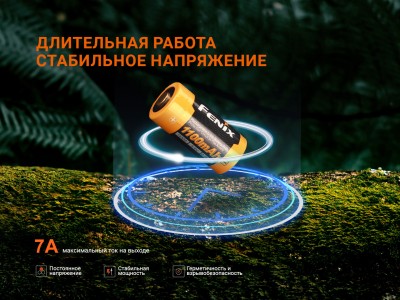 ДЛИТЕЛЬНАЯ РАБОТА
СТАБИЛЬНОЕ НАПРЯЖЕНИЕ
FENIX
1100mAh
7A максимальный ток на выходе
Постоянное
напряжение
Стабильная
мощность
Герметичность и
взрывобезопасность